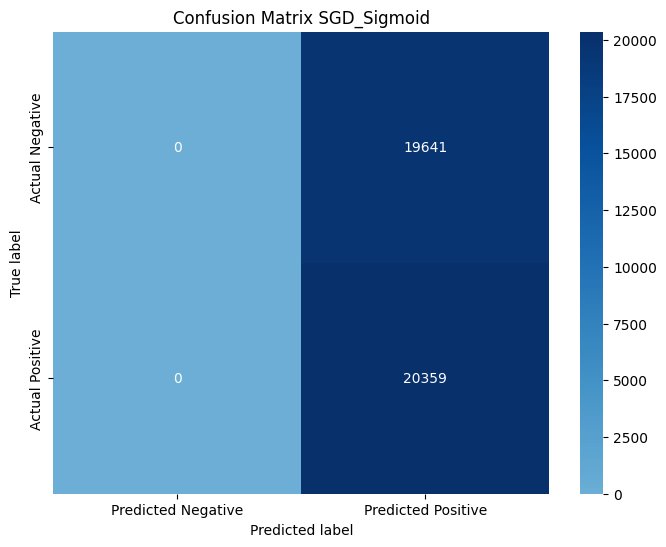 Confusion Matrix SGD_Sigmoid
True label
Actual Negative
Actual Positive
0
19641
0
20359
Predicted Negative
Predicted Positive
Predicted label
20000
17500
15000
12500
10000
7500
5000
2500
0